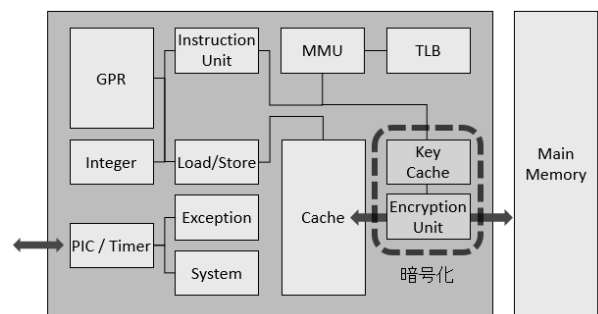 GPR
Instruction
Unit
MMU
TLB
Integer
Load/Store
Cache
Key
Cache
Encryption
Unit
暗号化
Main
Memory
PIC / Timer
Exception
System